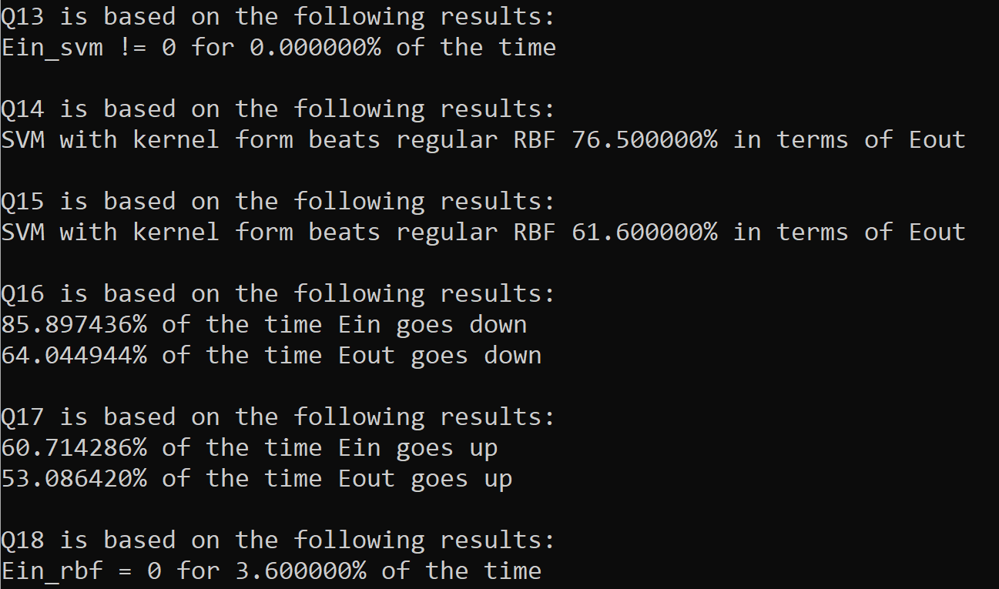 Q13 is based on the following results:
Ein_svm != 0 for 0.000000% of the time
Q14 is based on the following results:
SVM with kernel form beats regular RBF 76.500000% in terms of Eout
Q15 is based on the following results:
SVM with kernel form beats regular RBF 61.600000% in terms of Eout
Q16 is based on the following results:
85.897436% of the time Ein goes down
64.044944% of the time Eout goes down
Q17 is based on the following results:
60.714286% of the time Ein goes up
53.086420% of the time Eout goes up
Q18 is based on the following results:
Ein_rbf = 0 for 3.600000% of the time